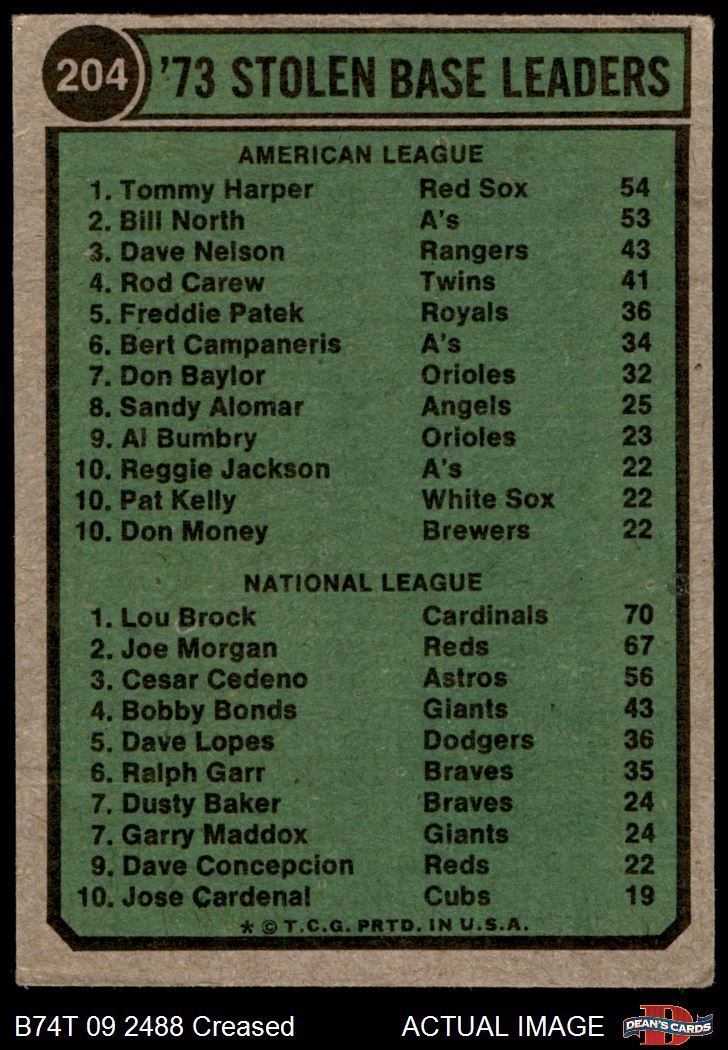 204 '73 STOLEN BASE LEADERS
AMERICAN LEAGUE
1. Tommy Harper Red Sox 54
2. Bill North A's 53
3. Dave Nelson Rangers 43
4. Rod Carew Twins 41
5. Freddie Patek Royals 36
6. Bert Campaneris A's 34
7. Don Baylor Orioles 32
8. Sandy Alomar Angels 25
9. Al Bumbry Orioles 23
10. Reggie Jackson A's 22
10. Pat Kelly White Sox 22
10. Don Money Brewers 22
NATIONAL LEAGUE
1. Lou Brock Cardinals 70
2. Joe Morgan Reds 67
3. Cesar Cedeno Astros 56
4. Bobby Bonds Giants 43
5. Dave Lopes Dodgers 36
6. Ralph Garr Braves 35
7. Dusty Baker Braves 24
7. Garry Maddox Giants 24
9. Dave Concepcion Reds 22
10. Jose Cardenal Cubs 19
* © T.C.G. PRTD. IN U.S.A.
B74T 09 2488 Creased ACTUAL IMAGE D DEAN'S CARDS